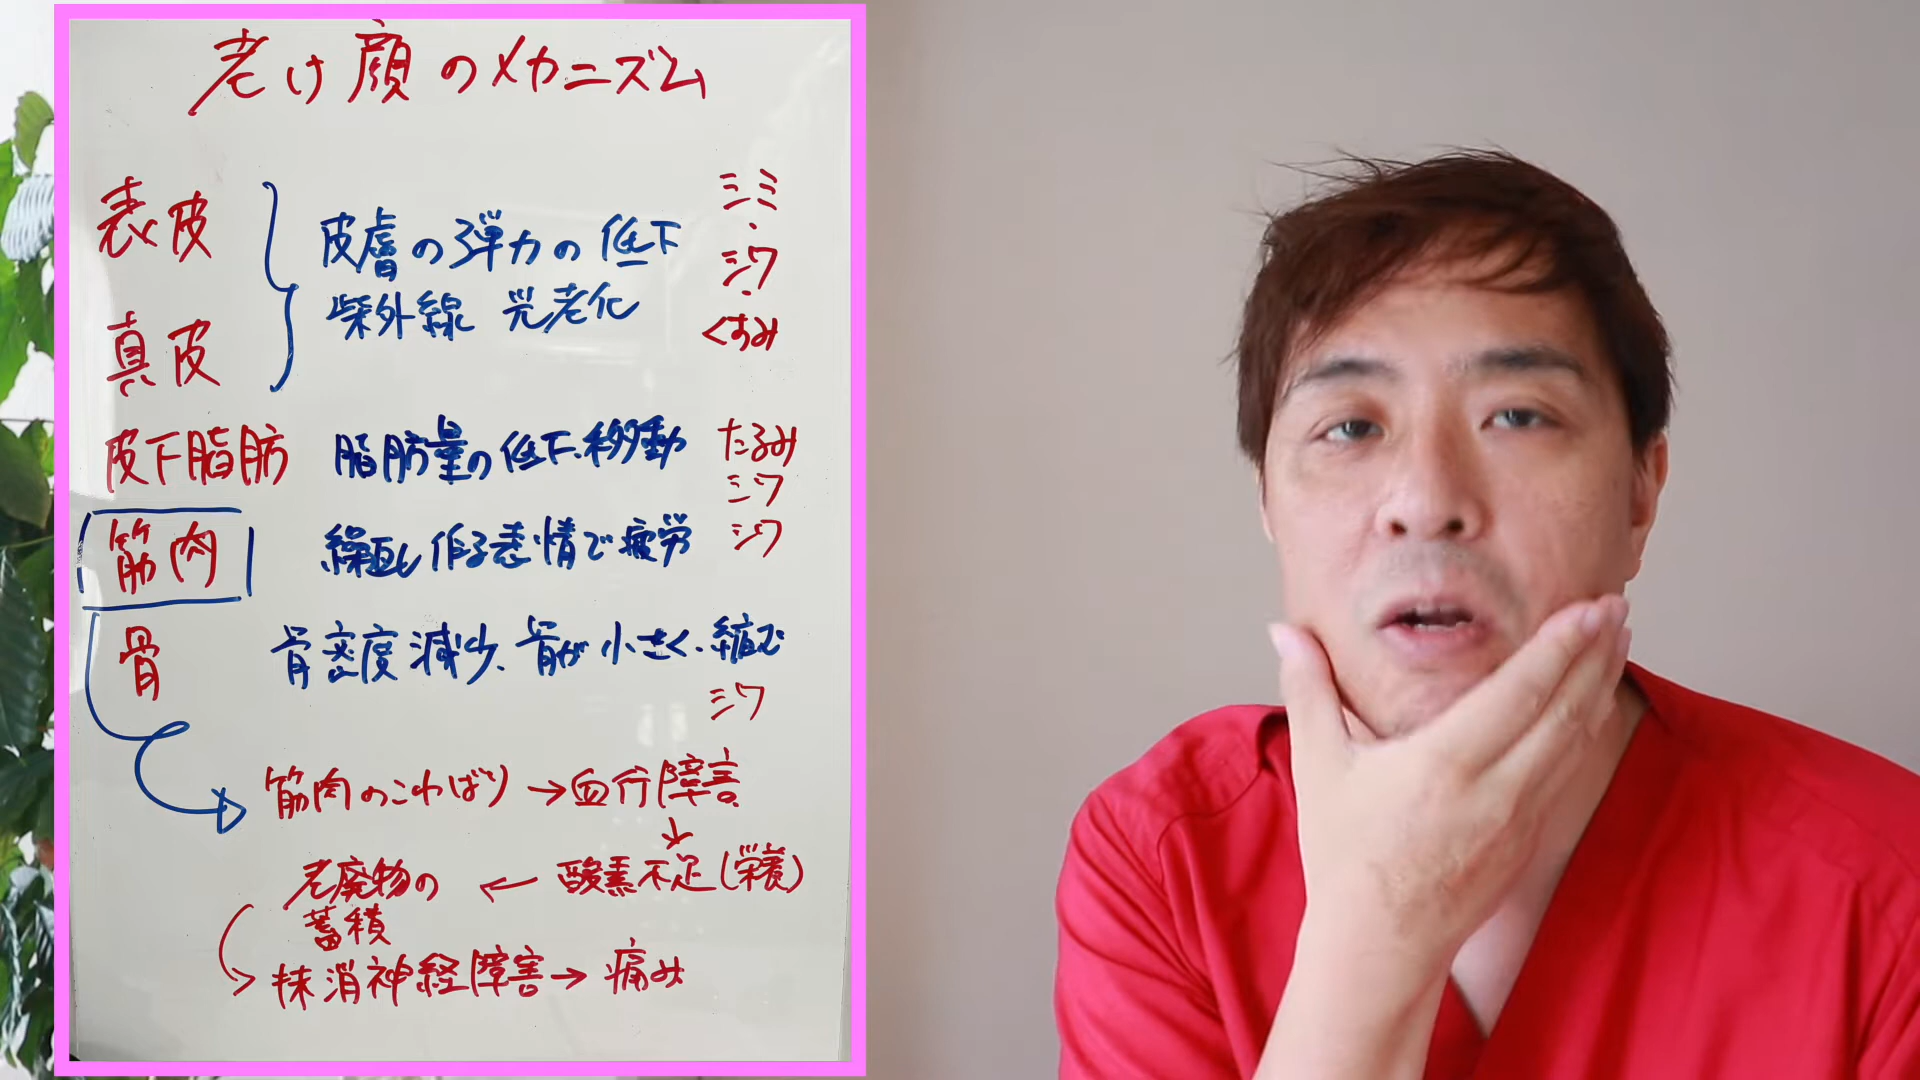 老け顔のメカニズム
表皮
真皮
皮膚の弾力の低下
紫外線 光老化
シミ
・
シワ
・
くすみ
皮下脂肪 脂肪量の低下、移動 たるみ
シワ
筋肉 繰返し作る表情で疲労 シワ
骨 骨密度減少、骨が小さく、縮む
シワ
筋肉のこわばり→血行障害
↓
老廃物の ← 酸素不足(栄養)
蓄積
抹消神経障害→痛み